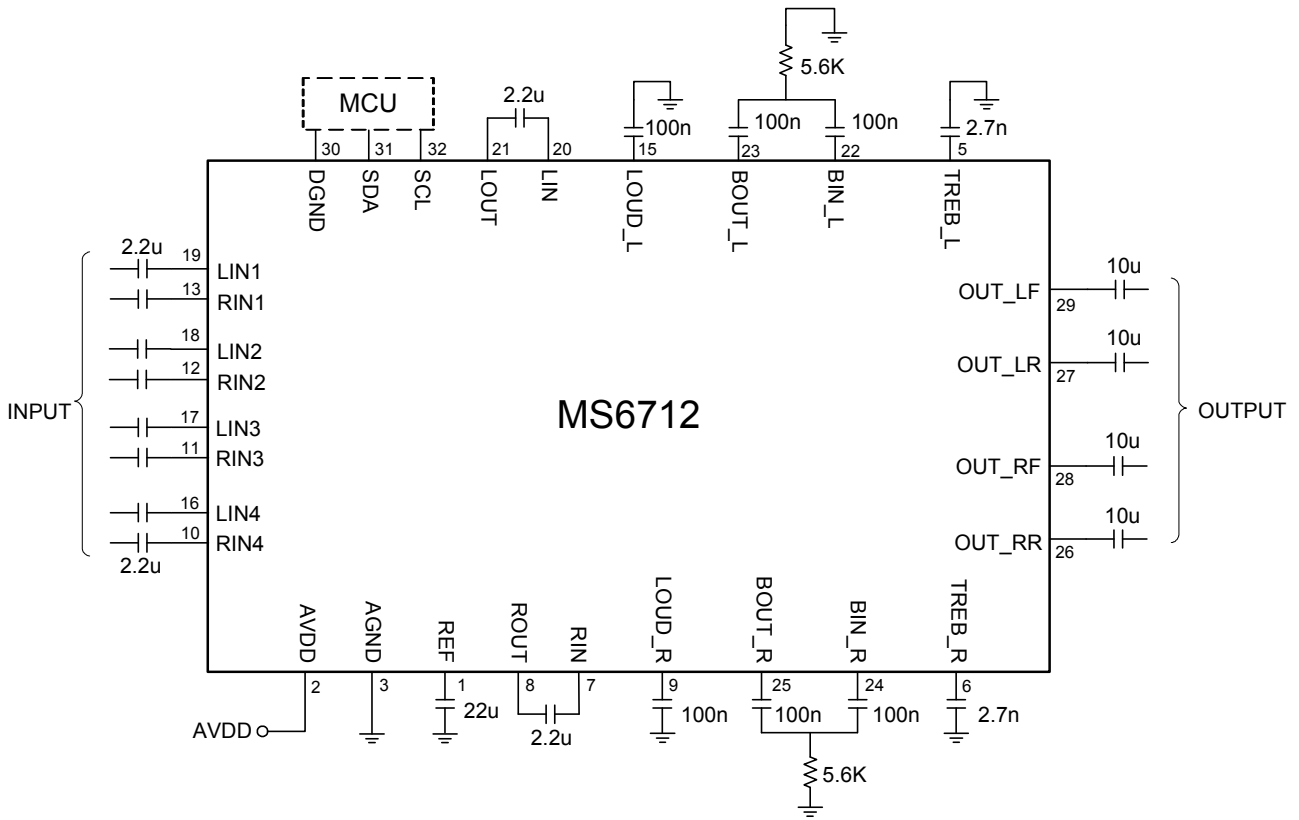 5.6K
MCU
2.2u
100n
100n
100n
2.7n
30
31
32
21
20
15
23
22
5
DGND
SDA
SCL
LOUT
LIN
LOUD_L
BOUT_L
BIN_L
TREB_L
INPUT
2.2u
19
LIN1
13
RIN1
18
LIN2
12
RIN2
17
LIN3
11
RIN3
16
LIN4
10
RIN4
2.2u
MS6712
10u
OUT_LF
29
10u
OUT_LR
27
10u
OUT_RF
28
10u
OUT_RR
26
OUTPUT
AVDD
AGND
REF
ROUT
RIN
LOUD_R
BOUT_R
BIN_R
TREB_R
2
3
1
8
7
9
25
24
6
AVDD
22u
2.2u
100n
100n
100n
2.7n
5.6K